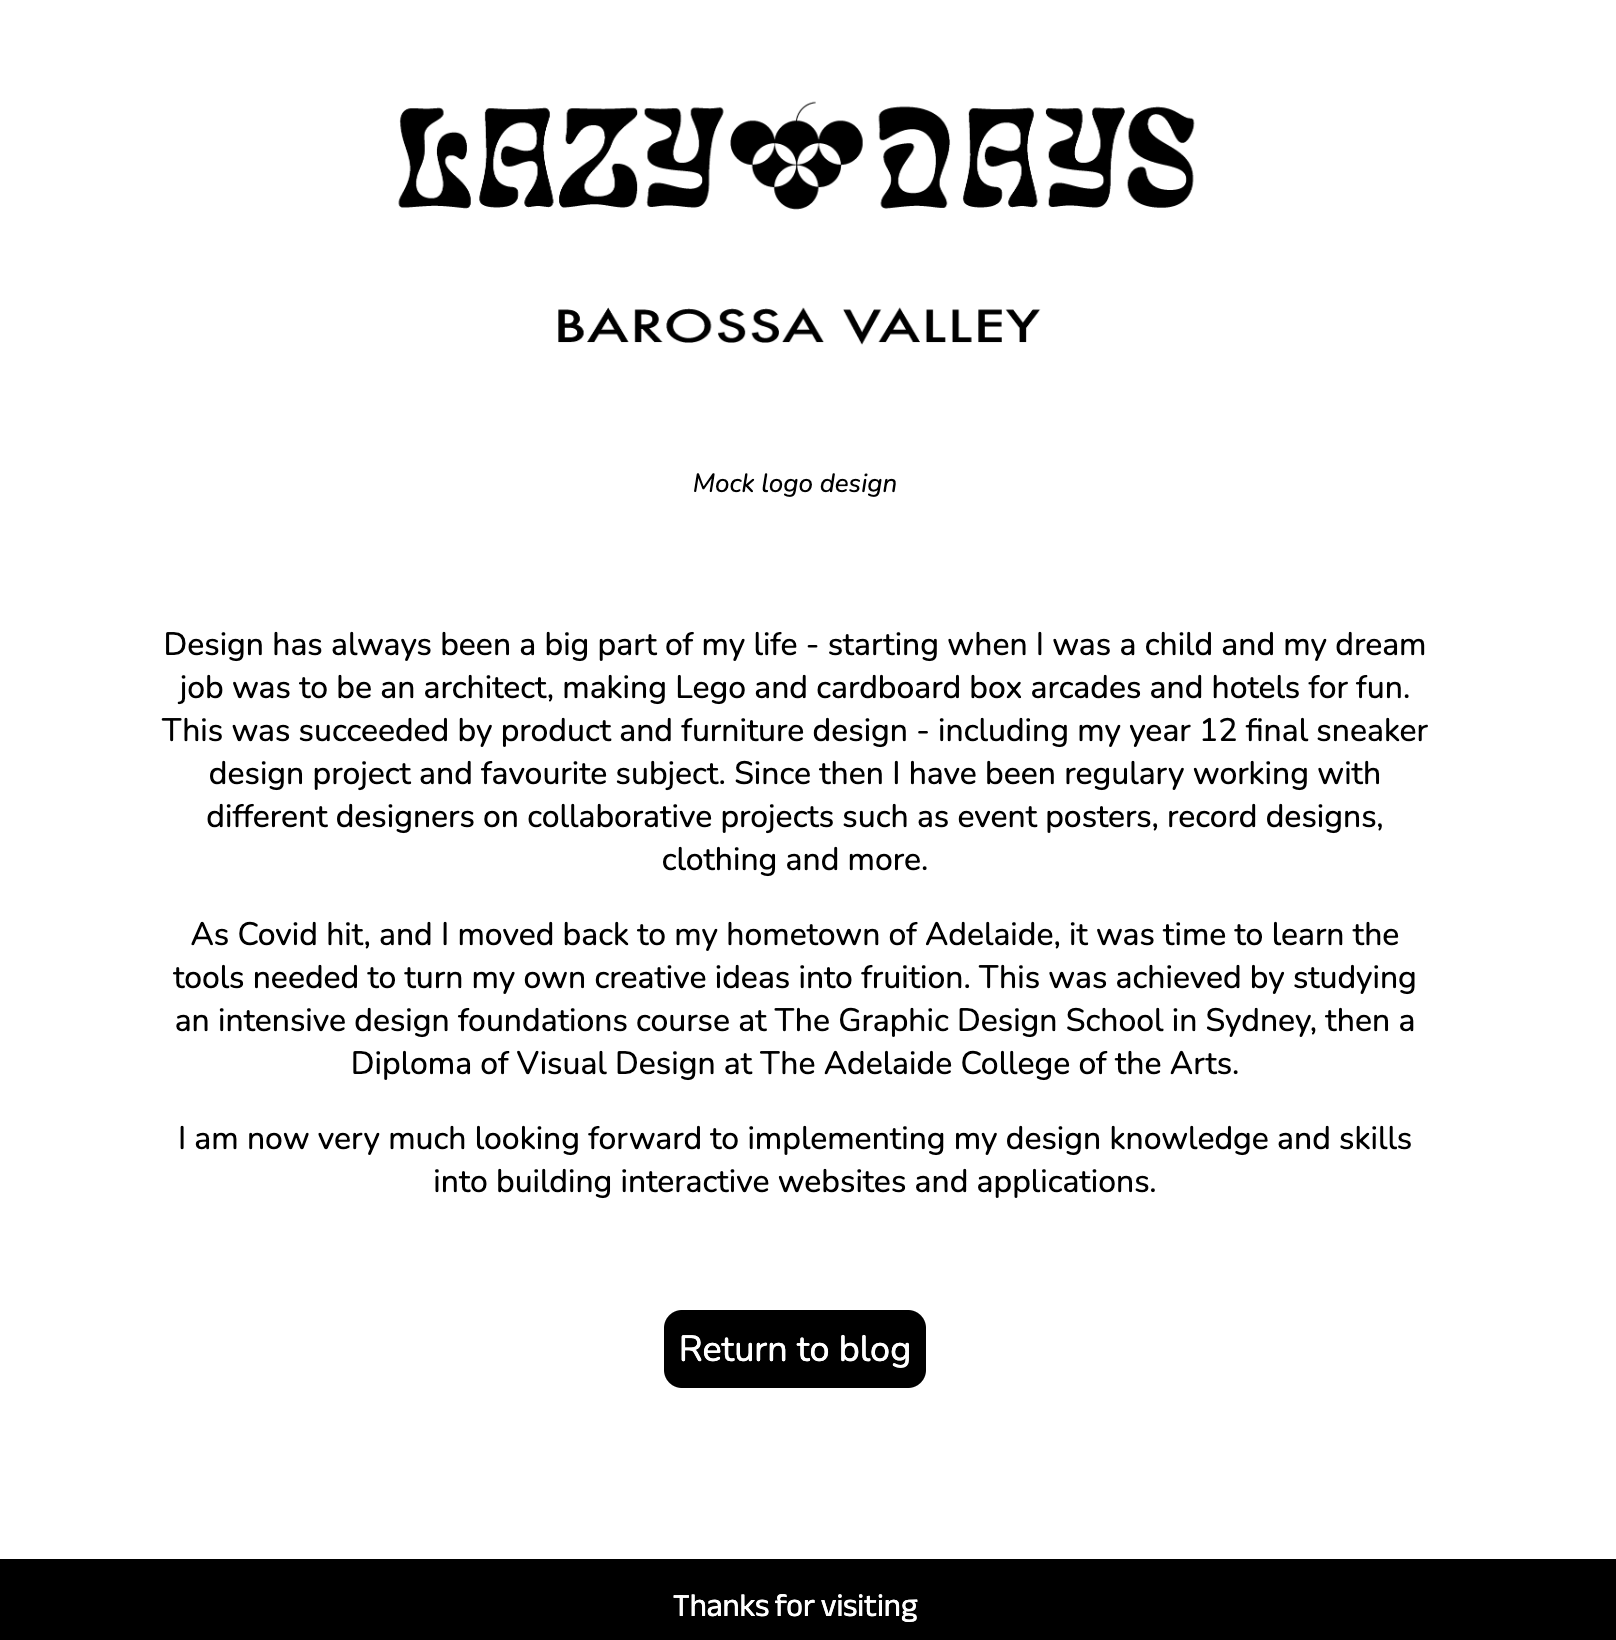 LAZY DAYS
BAROSSA VALLEY
Mock logo design
Design has always been a big part of my life - starting when I was a child and my dream
job was to be an architect, making Lego and cardboard box arcades and hotels for fun.
This was succeeded by product and furniture design - including my year 12 final sneaker
design project and favourite subject. Since then I have been regulary working with
different designers on collaborative projects such as event posters, record designs,
clothing and more.
As Covid hit, and I moved back to my hometown of Adelaide, it was time to learn the
tools needed to turn my own creative ideas into fruition. This was achieved by studying
an intensive design foundations course at The Graphic Design School in Sydney, then a
Diploma of Visual Design at The Adelaide College of the Arts.
I am now very much looking forward to implementing my design knowledge and skills
into building interactive websites and applications.
Return to blog
Thanks for visiting